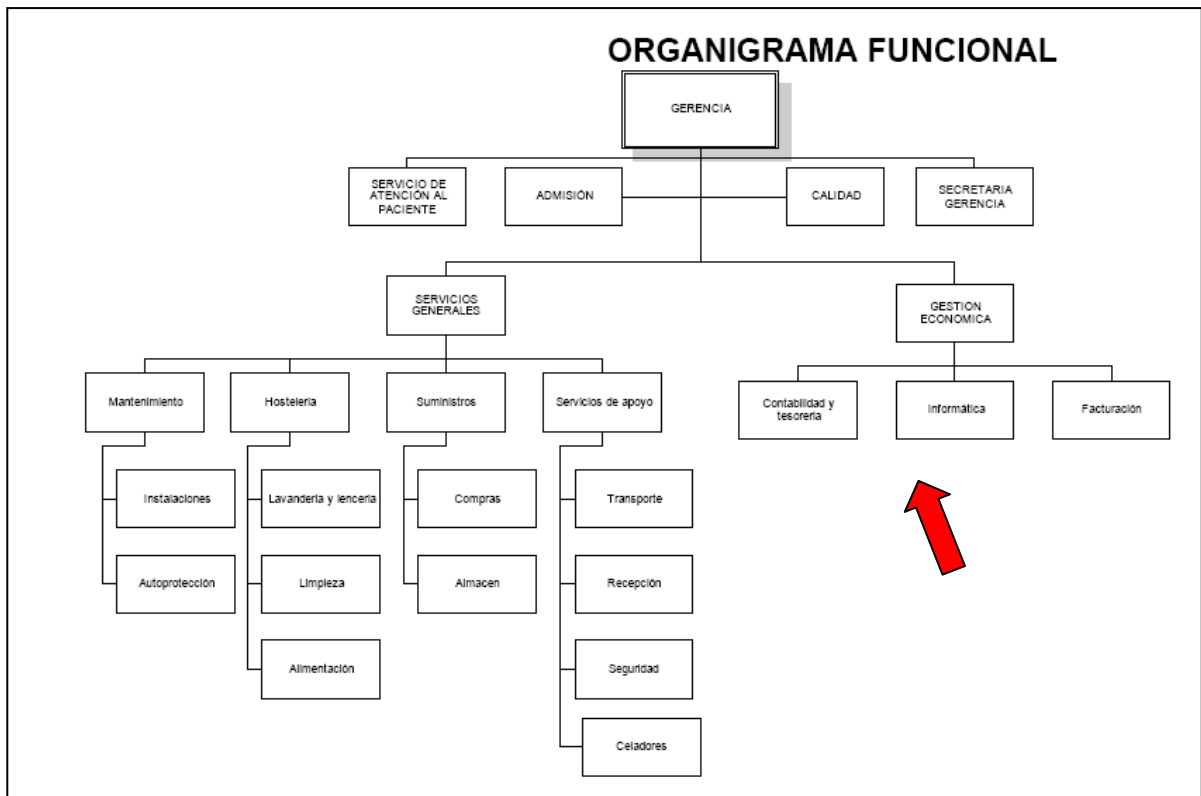 ORGANIGRAMA FUNCIONAL
GERENCIA
SERVICIO DE
ATENCIÓN AL
PACIENTE
ADMISIÓN
CALIDAD
SECRETARIA
GERENCIA
SERVICIOS
GENERALES
GESTION
ECONOMICA
Mantenimiento
Hosteleria
Suministros
Servicios de apoyo
Contabilidad y
tesoreria
Informática
Facturación
Instalaciones
Lavanderia y lenceria
Compras
Transporte
Autoprotección
Limpieza
Almacen
Recepción
Alimentación
Seguridad
Celadores